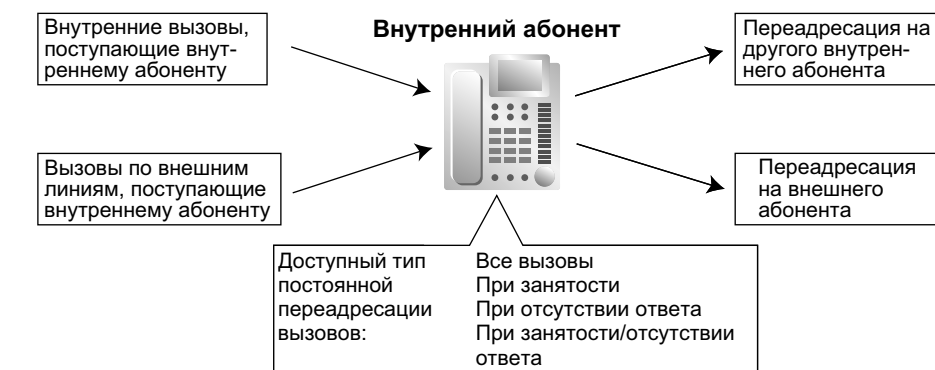 Внутренние вызовы,
поступающие внут-
реннему абоненту
Внутренний абонент
Переадресация на
другого внутрен-
него абонента
Вызовы по внешним
линиям, поступающие
внутреннему абоненту
Переадресация
на внешнего
абонента
Доступный тип
постоянной
переадресации
вызовов:
Все вызовы
При занятости
При отсутствии ответа
При занятости/отсутствии
ответа